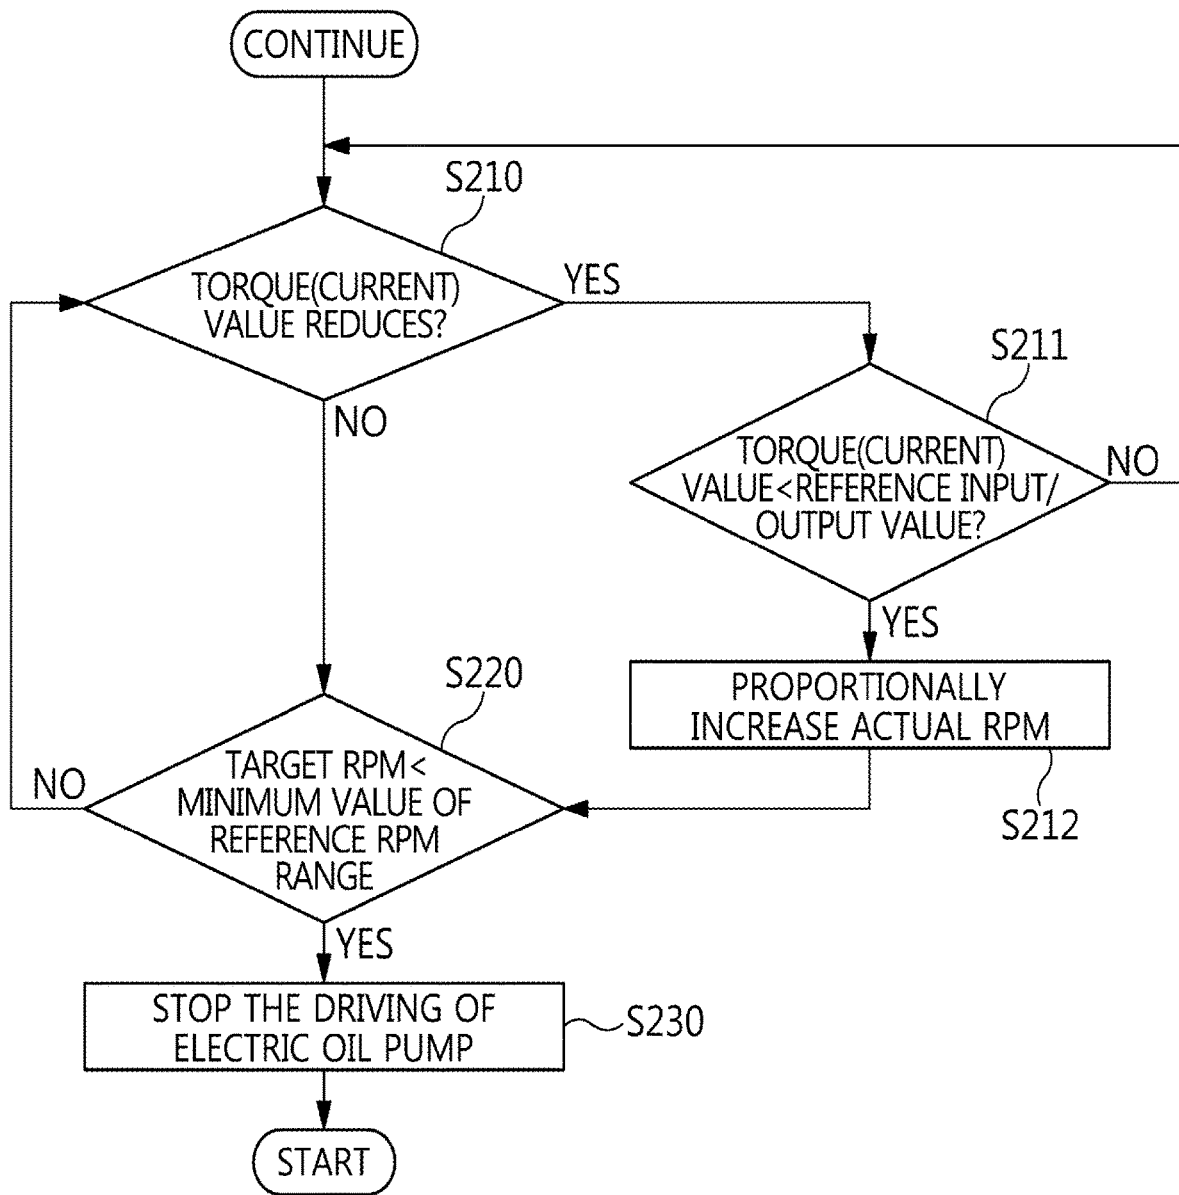 CONTINUE
S210
TORQUE(CURRENT)
VALUE REDUCES?
YES
NO
S211
TORQUE(CURRENT)
VALUE<REFERENCE INPUT/
OUTPUT VALUE?
NO
YES
PROPORTIONALLY
INCREASE ACTUAL RPM
S212
S220
TARGET RPM<
MINIMUM VALUE OF
REFERENCE RPM
RANGE
NO
YES
STOP THE DRIVING OF
ELECTRIC OIL PUMP
S230
START